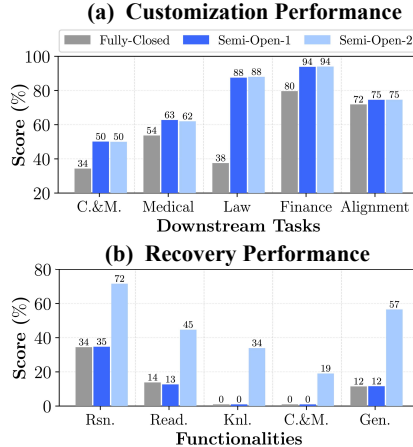 (a) Customization Performance
Fully-Closed Semi-Open-1 Semi-Open-2
100
80
60
40
20
Score (%)
34 50 50
54 63 62
38 88 88
80 94 94
72 75 75
C.&M. Medical Law Finance Alignment
Downstream Tasks
(b) Recovery Performance
80
60
40
20
0
Score (%)
34 35 72
14 13 45
0 0 34
0 0 19
12 12 57
Rsn. Read. Knl. C.&M. Gen.
Functionalities